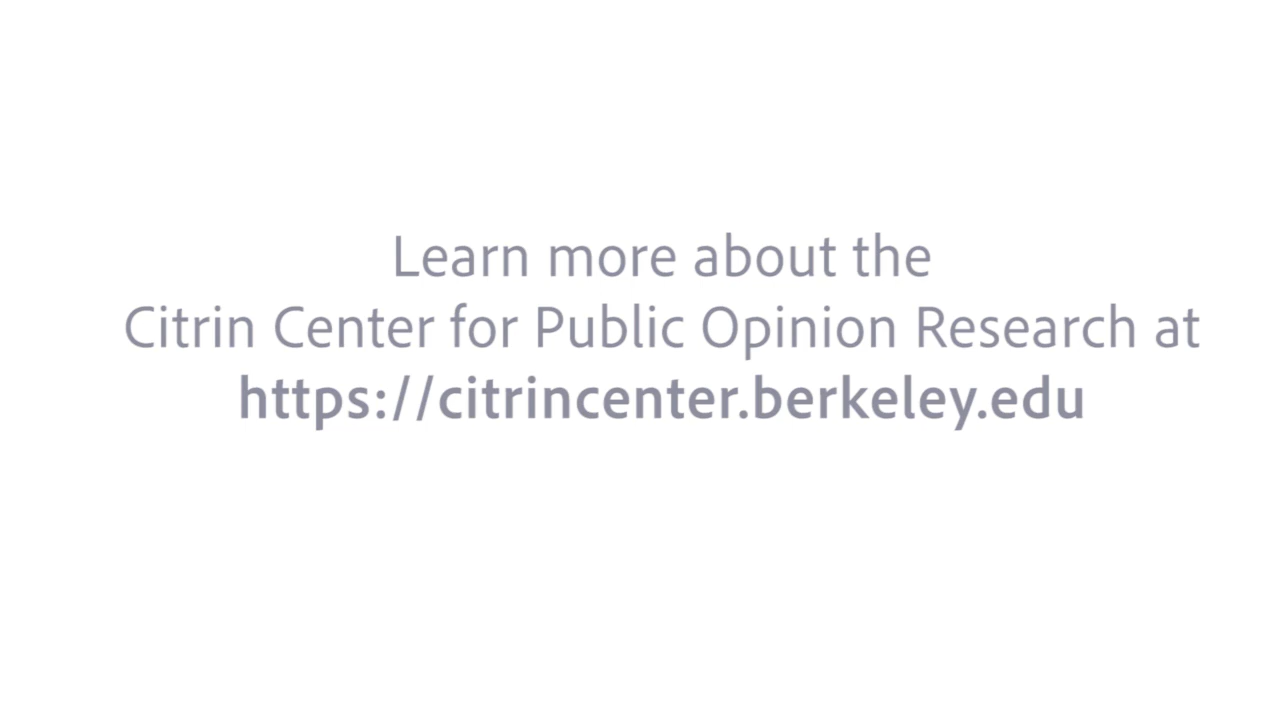 Learn more about the
Citrin Center for Public Opinion Research at
https://citrincenter.berkeley.edu